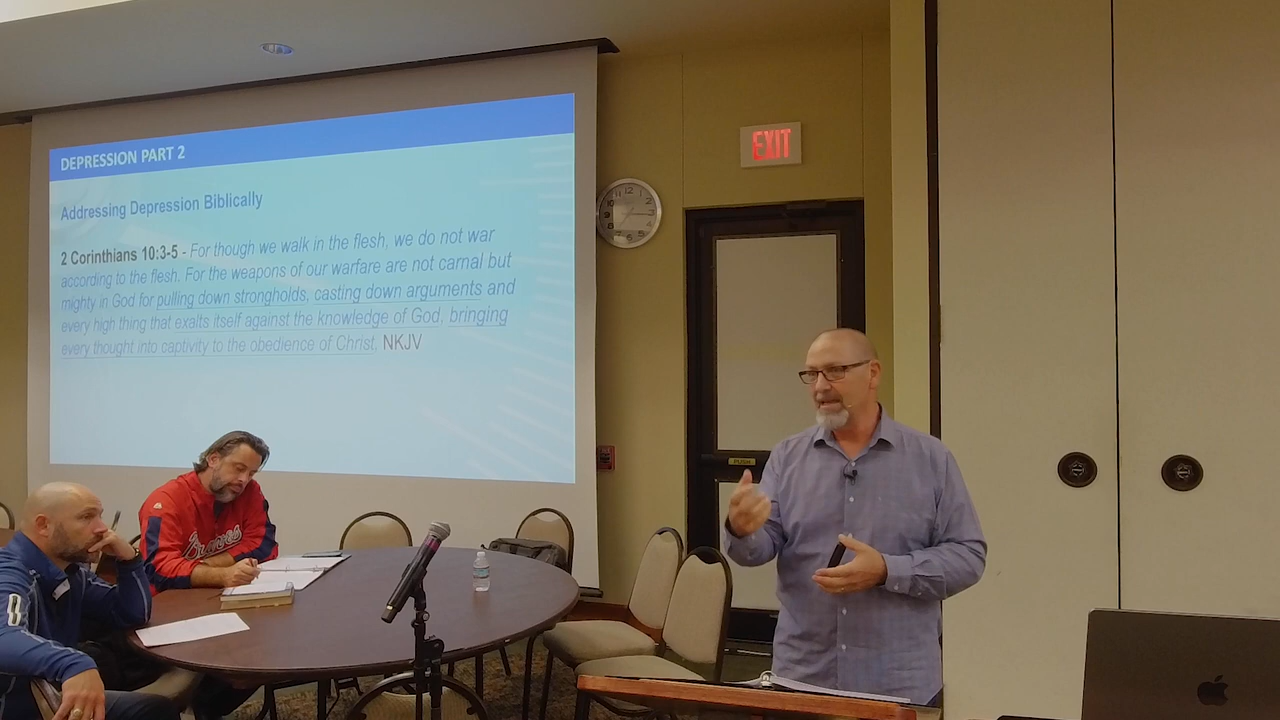 DEPRESSION PART 2
Addressing Depression Biblically
2 Corinthians 10:3-5 - For though we walk in the flesh, we do not war
according to the flesh. For the weapons of our warfare are not carnal but
mighty in God for pulling down strongholds, casting down arguments and
every high thing that exalts itself against the knowledge of God, bringing
every thought into captivity to the obedience of Christ, NKJV
EXIT
PUSH
Braves